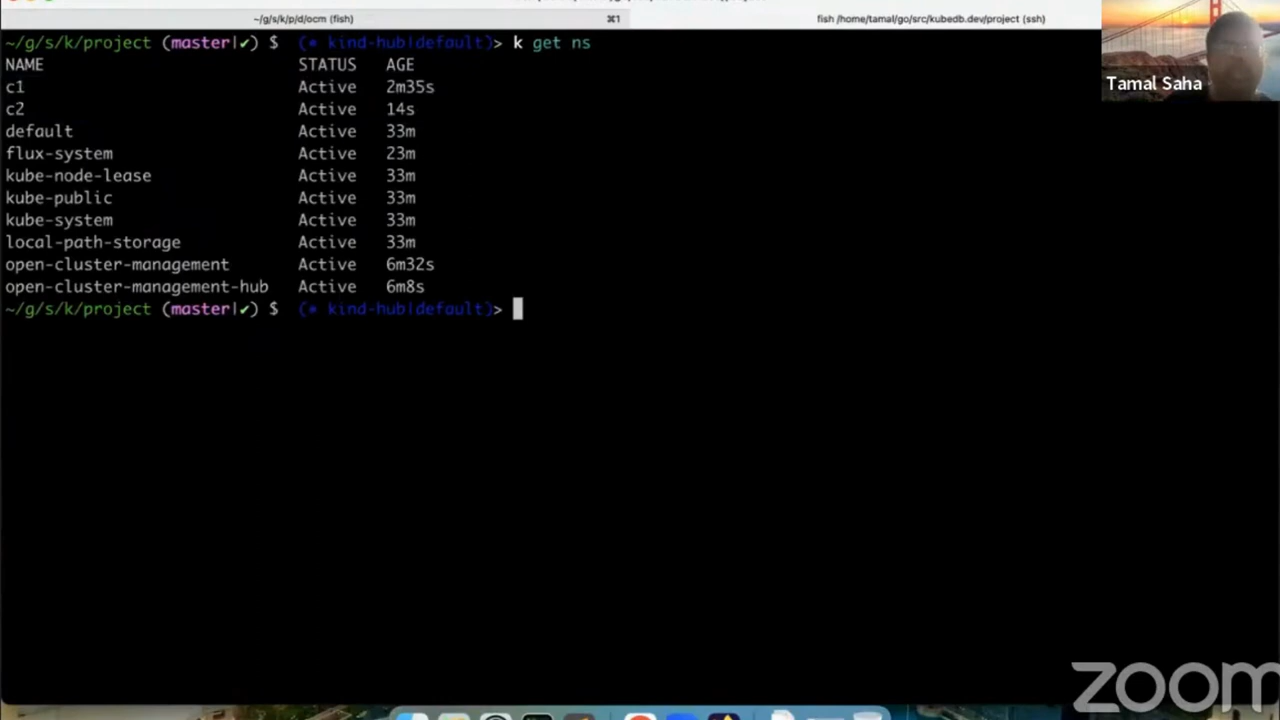 ~/g/s/k/p/d/ocm (fish) ⌘1 fish /home/tamal/go/src/kubedb.dev/project (ssh)
~/g/s/k/project (master|✔) $ (⎈ kind-hub|default)> k get ns
NAME STATUS AGE
c1 Active 2m35s
c2 Active 14s
default Active 33m
flux-system Active 23m
kube-node-lease Active 33m
kube-public Active 33m
kube-system Active 33m
local-path-storage Active 33m
open-cluster-management Active 6m32s
open-cluster-management-hub Active 6m8s
~/g/s/k/project (master|✔) $ (⎈ kind-hub|default)>
Tamal Saha
zoom